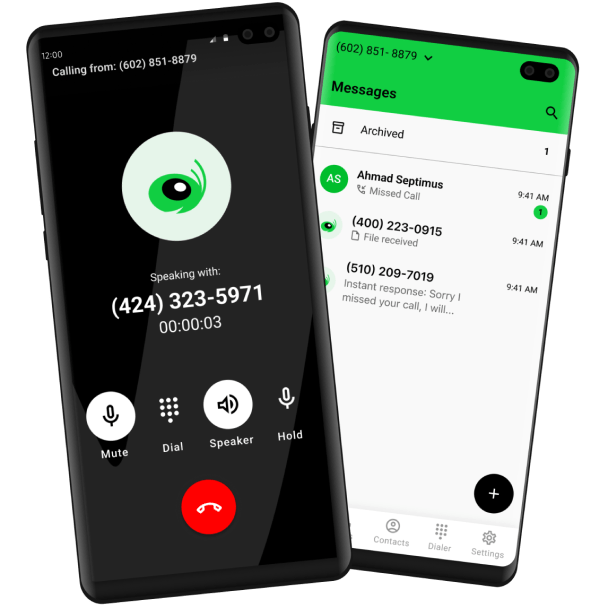 12:00
Calling from: (602) 851-8879
Speaking with:
(424) 323-5971
00:00:03
Mute
Dial
Speaker
Hold
(602) 851- 8879
Messages
Archived
1
AS
Ahmad Septimus
Missed Call
9:41 AM
1
(400) 223-0915
File received
9:41 AM
(510) 209-7019
Instant response: Sorry I
missed your call, I will...
9:41 AM
+
Contacts
Dialer
Settings